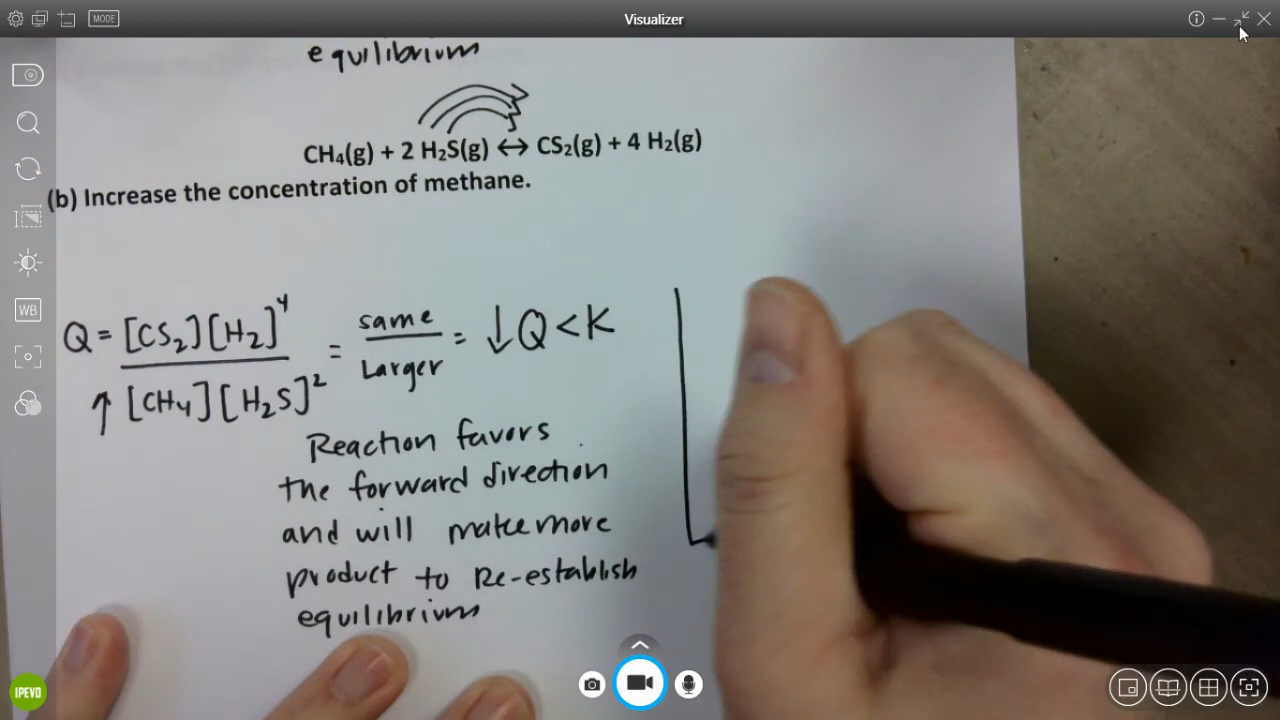 MODE
Visualizer
equilibrium
CH₄(g) + 2 H₂S(g) ↔ CS₂(g) + 4 H₂(g)
(b) Increase the concentration of methane.
WB
Q = [CS₂][H₂]⁴ = same = ↓ Q < K
↑ [CH₄][H₂S]² Larger
Reaction favors
the forward direction
and will make more
product to Re-establish
equilibrium
IPEVO